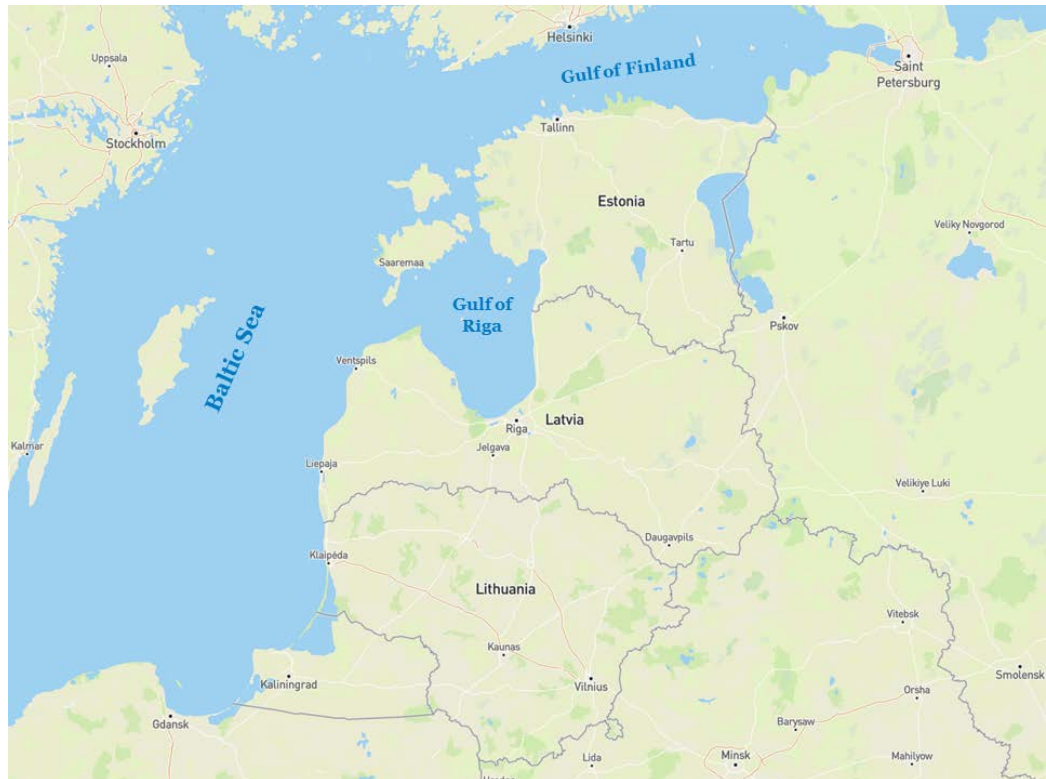 Helsinki
Uppsala
Gulf of Finland
Saint
Petersburg
Tallinn
Stockholm
Estonia
Veliky Novgorod
Tartu
Saaremaa
Gulf of
Riga
Pskov
Baltic Sea
Ventspils
Riga
Latvia
Kalmar
Jelgava
Liepaja
Velikiye Luki
Daugavpils
Klaipėda
Lithuania
Vitebsk
Kaunas
Smolensk
Kaliningrad
Vilnius
Orsha
Gdansk
Barysaw
Lida
Minsk
Mahilyow